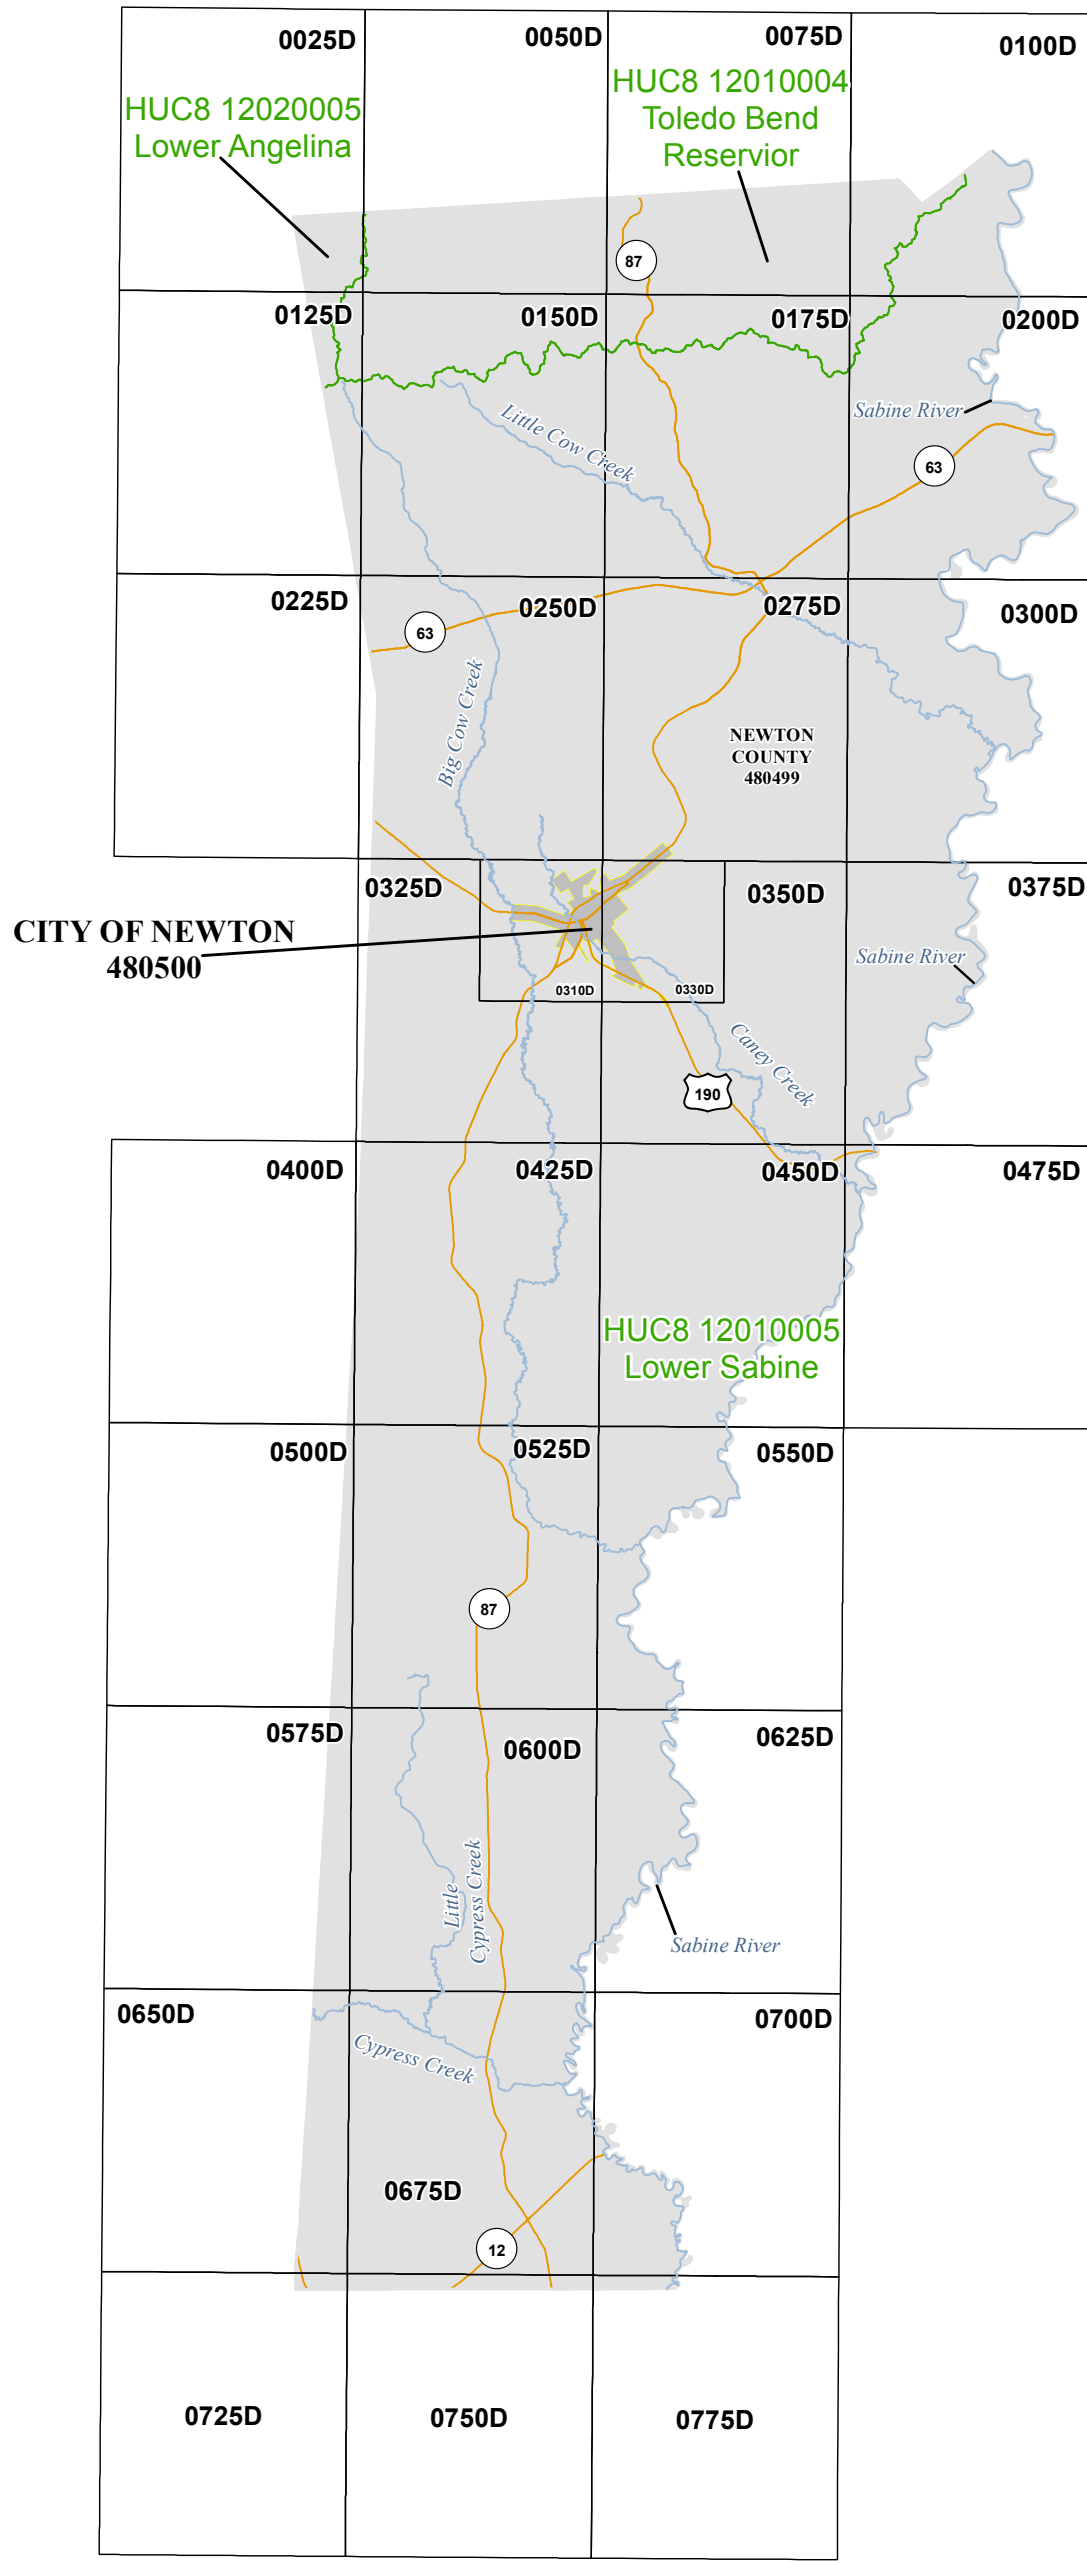 0025D
0050D
0075D
0100D
HUC8 12020005
Lower Angelina
HUC8 12010004
Toledo Bend
Reservior
87
0125D
0150D
0175D
0200D
Little Cow Creek
Sabine River
63
0225D
0250D
0275D
0300D
63
Big Cow Creek
NEWTON
COUNTY
480499
0325D
0350D
0375D
CITY OF NEWTON
480500
0310D
0330D
Sabine River
Caney Creek
190
0400D
0425D
0450D
0475D
HUC8 12010005
Lower Sabine
0500D
0525D
0550D
87
0575D
0600D
0625D
Little
Cypress Creek
Sabine River
0650D
0700D
Cypress Creek
0675D
12
0725D
0750D
0775D